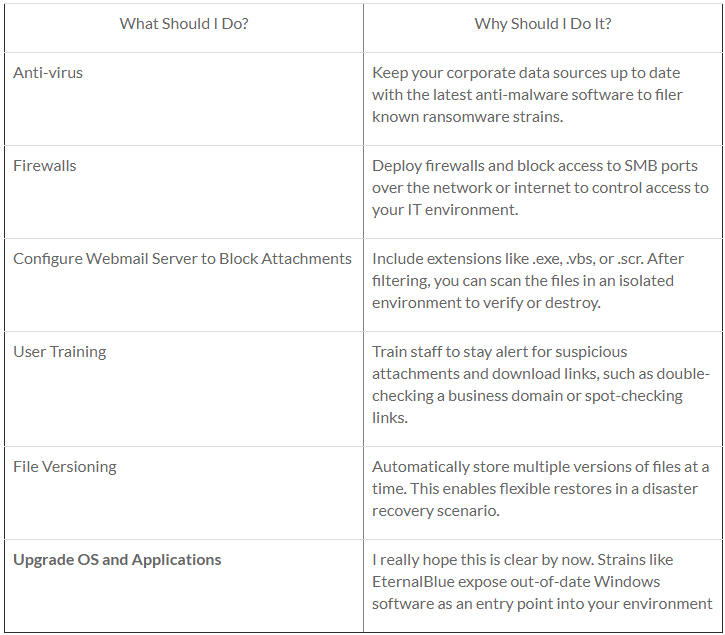 What Should I Do?
Why Should I Do It?
Anti-virus
Keep your corporate data sources up to date
with the latest anti-malware software to filer
known ransomware strains.
Firewalls
Deploy firewalls and block access to SMB ports
over the network or internet to control access to
your IT environment.
Configure Webmail Server to Block Attachments
Include extensions like .exe, .vbs, or .scr. After
filtering, you can scan the files in an isolated
environment to verify or destroy.
User Training
Train staff to stay alert for suspicious
attachments and download links, such as double-
checking a business domain or spot-checking
links.
File Versioning
Automatically store multiple versions of files at a
time. This enables flexible restores in a disaster
recovery scenario.
Upgrade OS and Applications
I really hope this is clear by now. Strains like
EternalBlue expose out-of-date Windows
software as an entry point into your environment